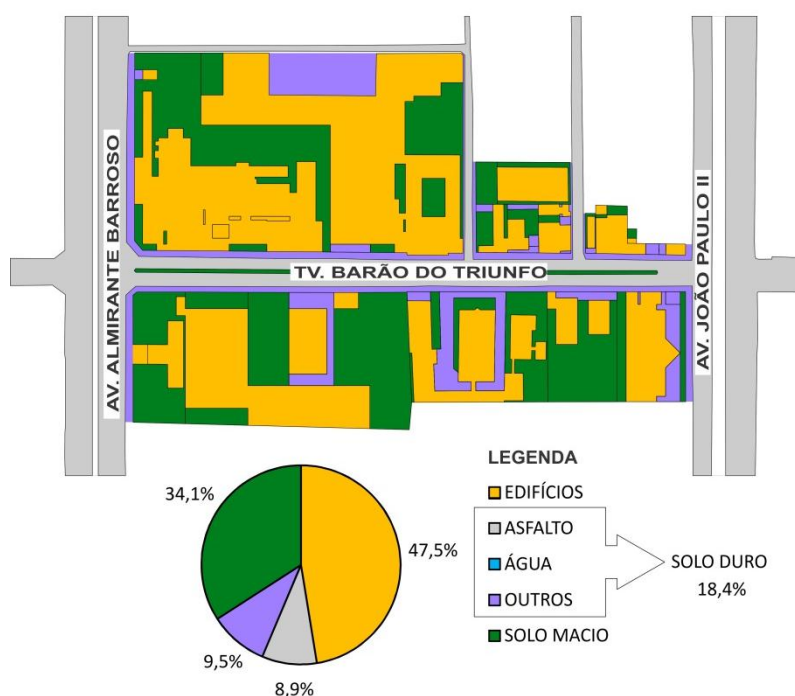 AV. ALMIRANTE BARROSO
TV. BARÃO DO TRIUNFO
AV. JOÃO PAULO II
34,1%
47,5%
9,5%
8,9%
LEGENDA
EDIFÍCIOS
ASFALTO
ÁGUA
OUTROS
SOLO MACIO
SOLO DURO
18,4%